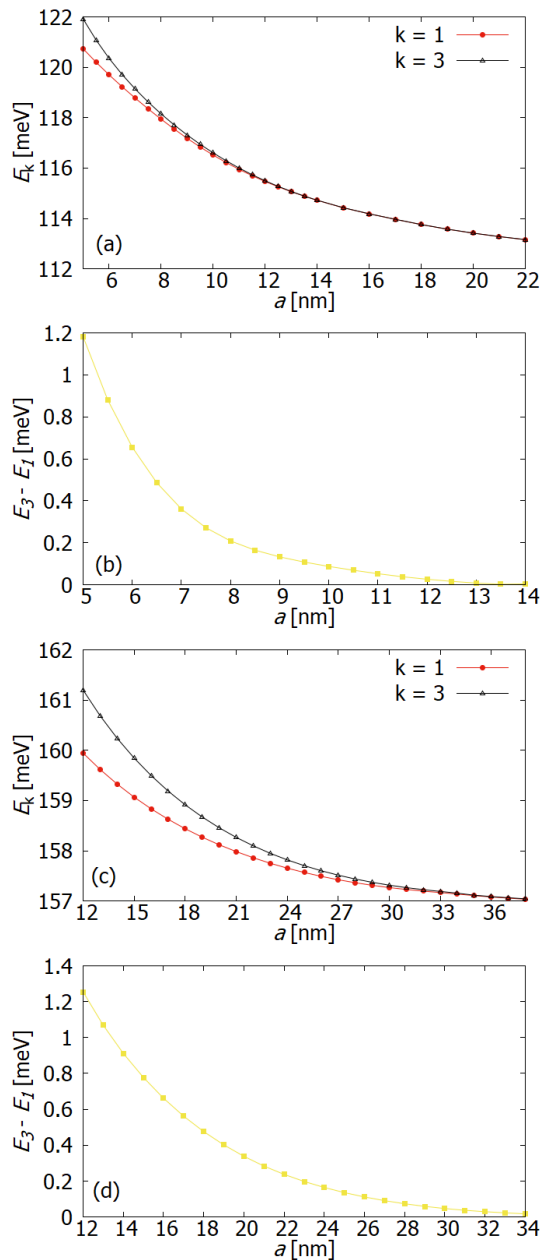 122
120
118
116
114
112
E_k [meV]
k = 1
k = 3
(a)
6 8 10 12 14 16 18 20 22
a [nm]
1.2
1
0.8
0.6
0.4
0.2
0
E_3 - E_1 [meV]
(b)
5 6 7 8 9 10 11 12 13 14
a [nm]
162
161
160
159
158
157
E_k [meV]
k = 1
k = 3
(c)
12 15 18 21 24 27 30 33 36
a [nm]
1.4
1.2
1
0.8
0.6
0.4
0.2
0
E_3 - E_1 [meV]
(d)
12 14 16 18 20 22 24 26 28 30 32 34
a [nm]